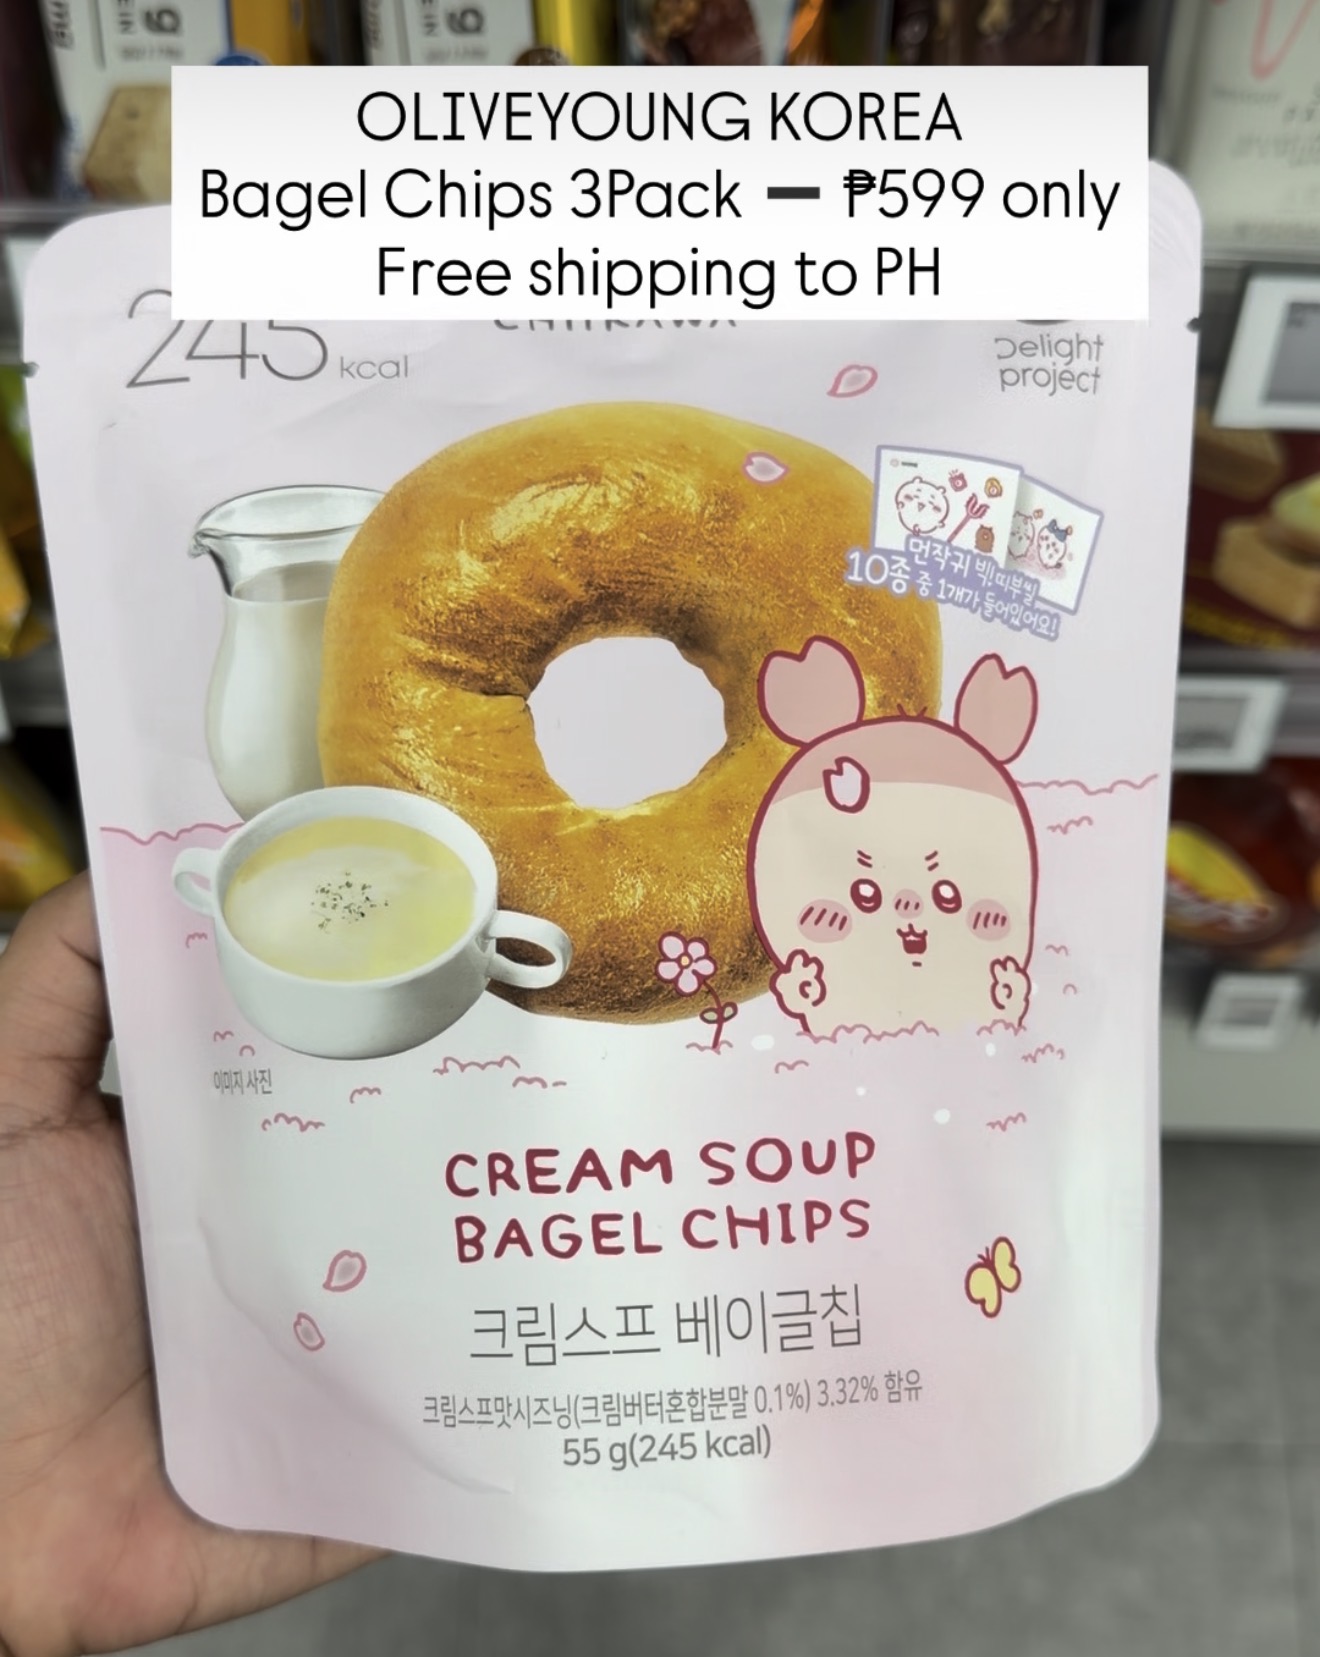 OLIVEYOUNG KOREA
Bagel Chips 3Pack ➖ ₱599 only
Free shipping to PH
245 kcal
CHIIKAWA
Delight
project
먼작귀 빅!띠부씰
10종 중 1개가 들어있어요!
이미지 사진
CREAM SOUP
BAGEL CHIPS
크림스프 베이글칩
크림스프맛시즈닝(크림버터혼합분말 0.1%) 3.32% 함유
55 g(245 kcal)